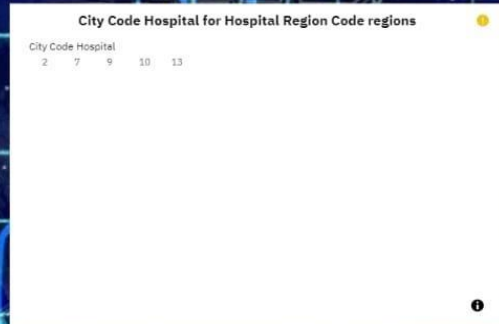 City Code Hospital for Hospital Region Code regions
City Code Hospital
2 7 9 10 13